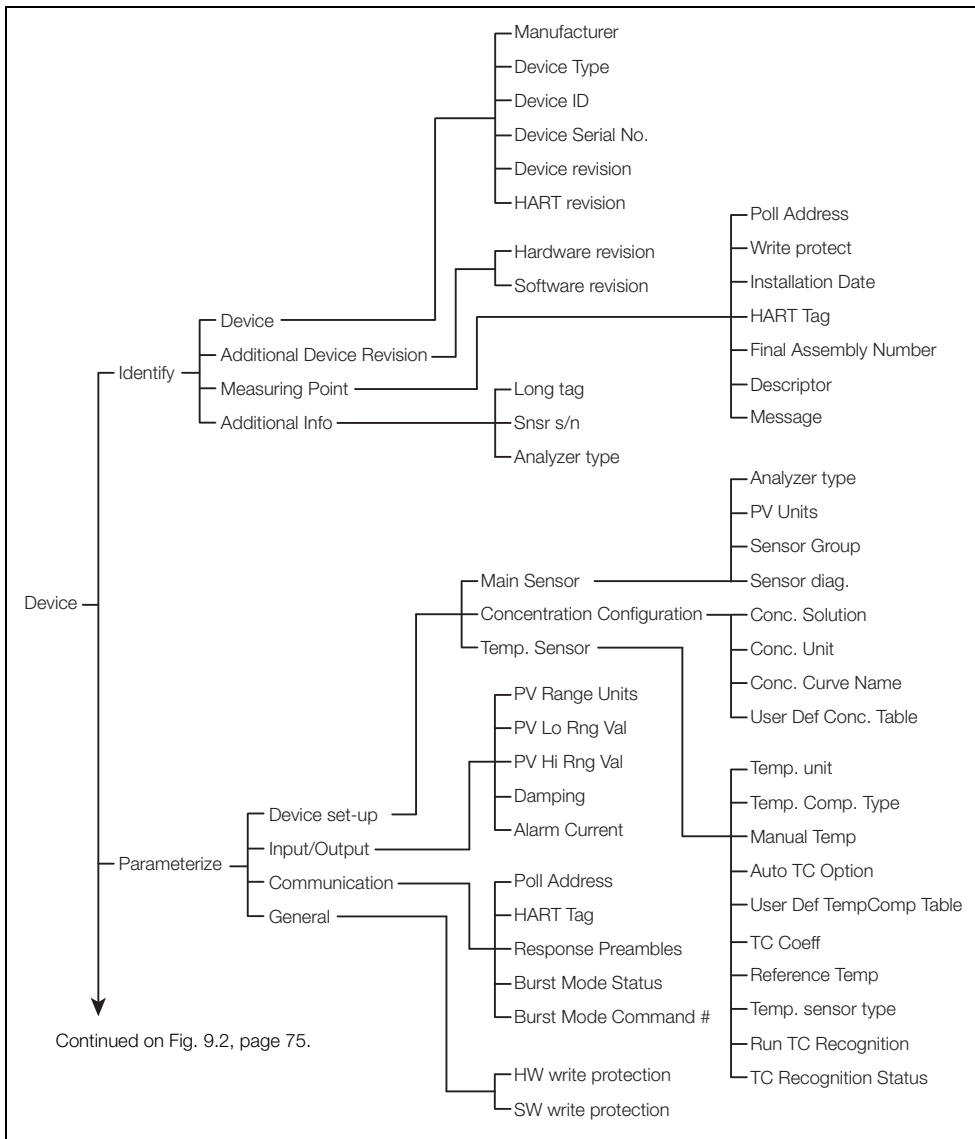 Device
Identify
Device
Manufacturer
Device Type
Device ID
Device Serial No.
Device revision
HART revision
Additional Device Revision
Hardware revision
Software revision
Measuring Point
Poll Address
Write protect
Installation Date
HART Tag
Final Assembly Number
Descriptor
Message
Additional Info
Long tag
Snsr s/n
Analyzer type
Parameterize
Device set-up
Main Sensor
Analyzer type
PV Units
Sensor Group
Sensor diag.
Concentration Configuration
Conc. Solution
Conc. Unit
Conc. Curve Name
User Def Conc. Table
Temp. Sensor
Temp. unit
Temp. Comp. Type
Manual Temp
Auto TC Option
User Def TempComp Table
TC Coeff
Reference Temp
Temp. sensor type
Run TC Recognition
TC Recognition Status
Input/Output
PV Range Units
PV Lo Rng Val
PV Hi Rng Val
Damping
Alarm Current
Communication
Poll Address
HART Tag
Response Preambles
Burst Mode Status
Burst Mode Command #
General
HW write protection
SW write protection
Continued on Fig. 9.2, page 75.